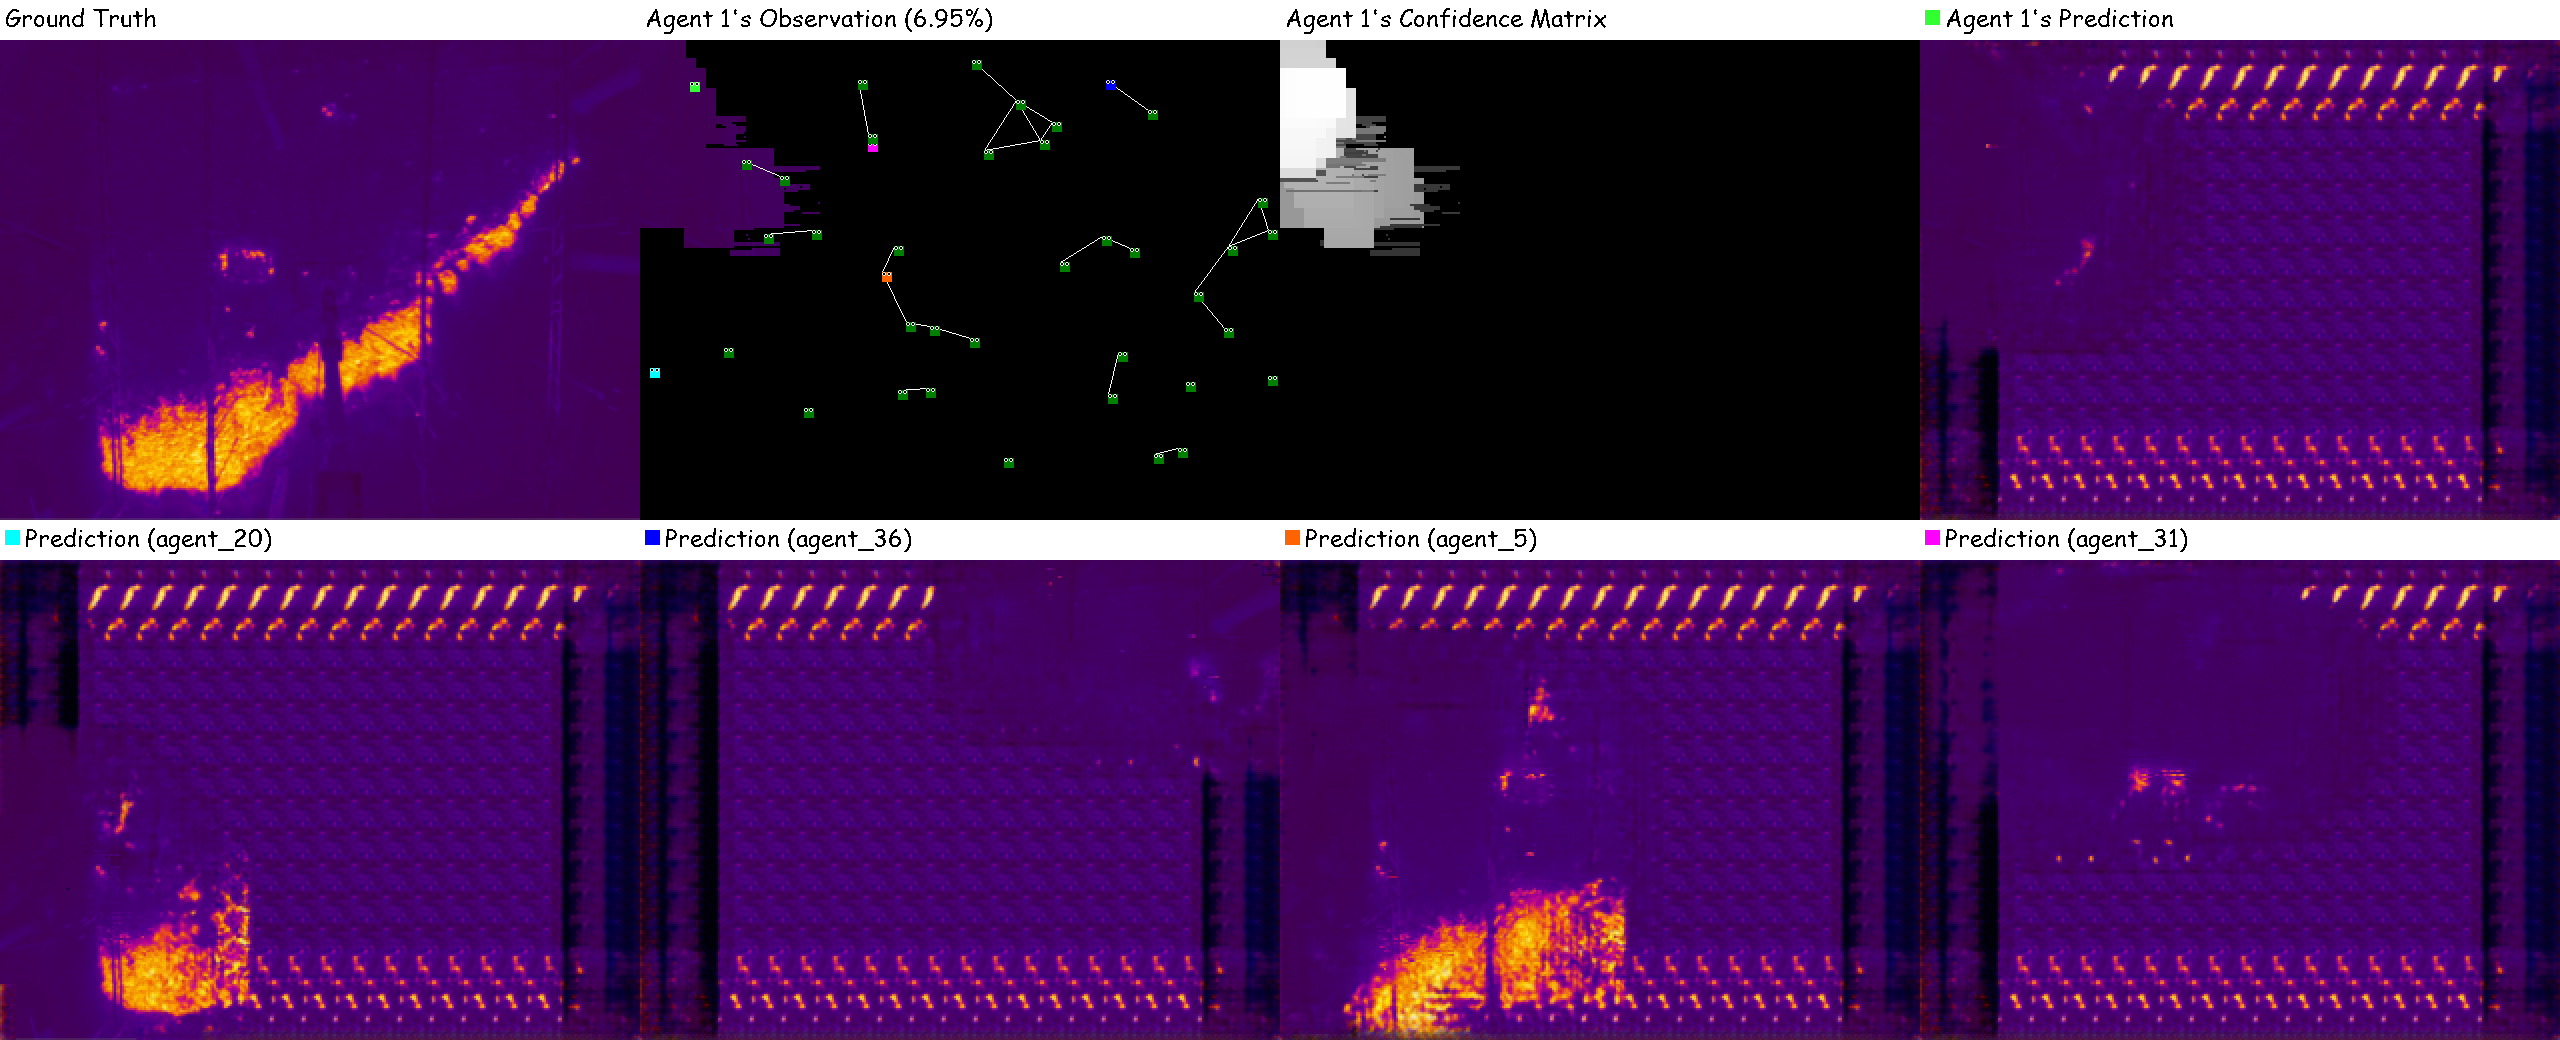 Ground Truth
Agent 1's Observation (6.95%)
Agent 1's Confidence Matrix
Agent 1's Prediction
Prediction (agent_20)
Prediction (agent_36)
Prediction (agent_5)
Prediction (agent_31)